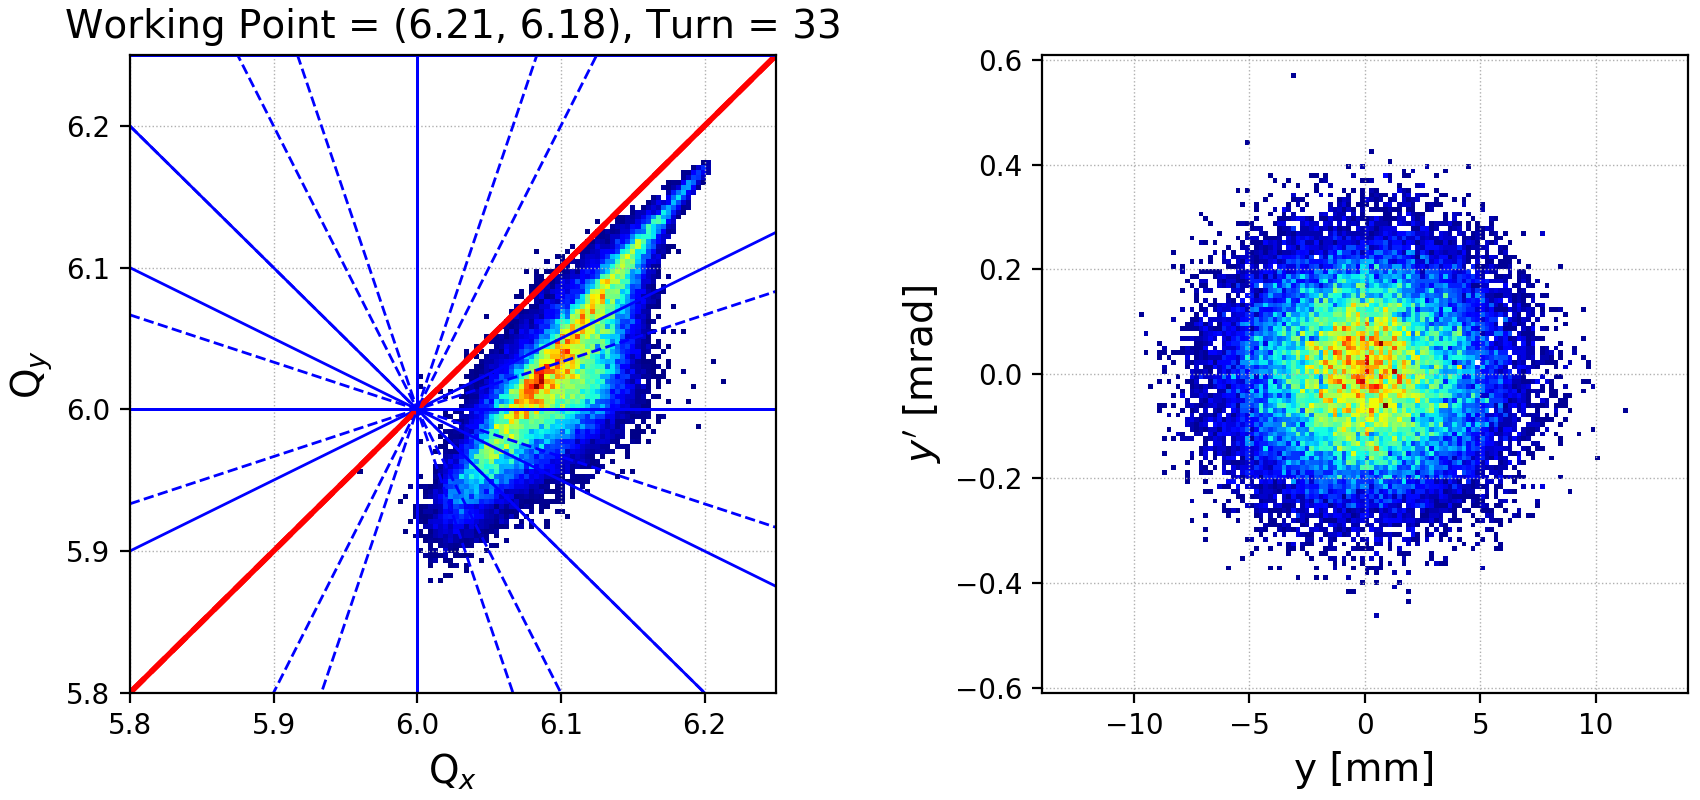 Working Point = (6.21, 6.18), Turn = 33
6.2
6.1
6.0
5.9
5.8
Q_y
5.8 5.9 6.0 6.1 6.2
Q_x
0.6
0.4
0.2
0.0
−0.2
−0.4
−0.6
y′ [mrad]
−10 −5 0 5 10
y [mm]